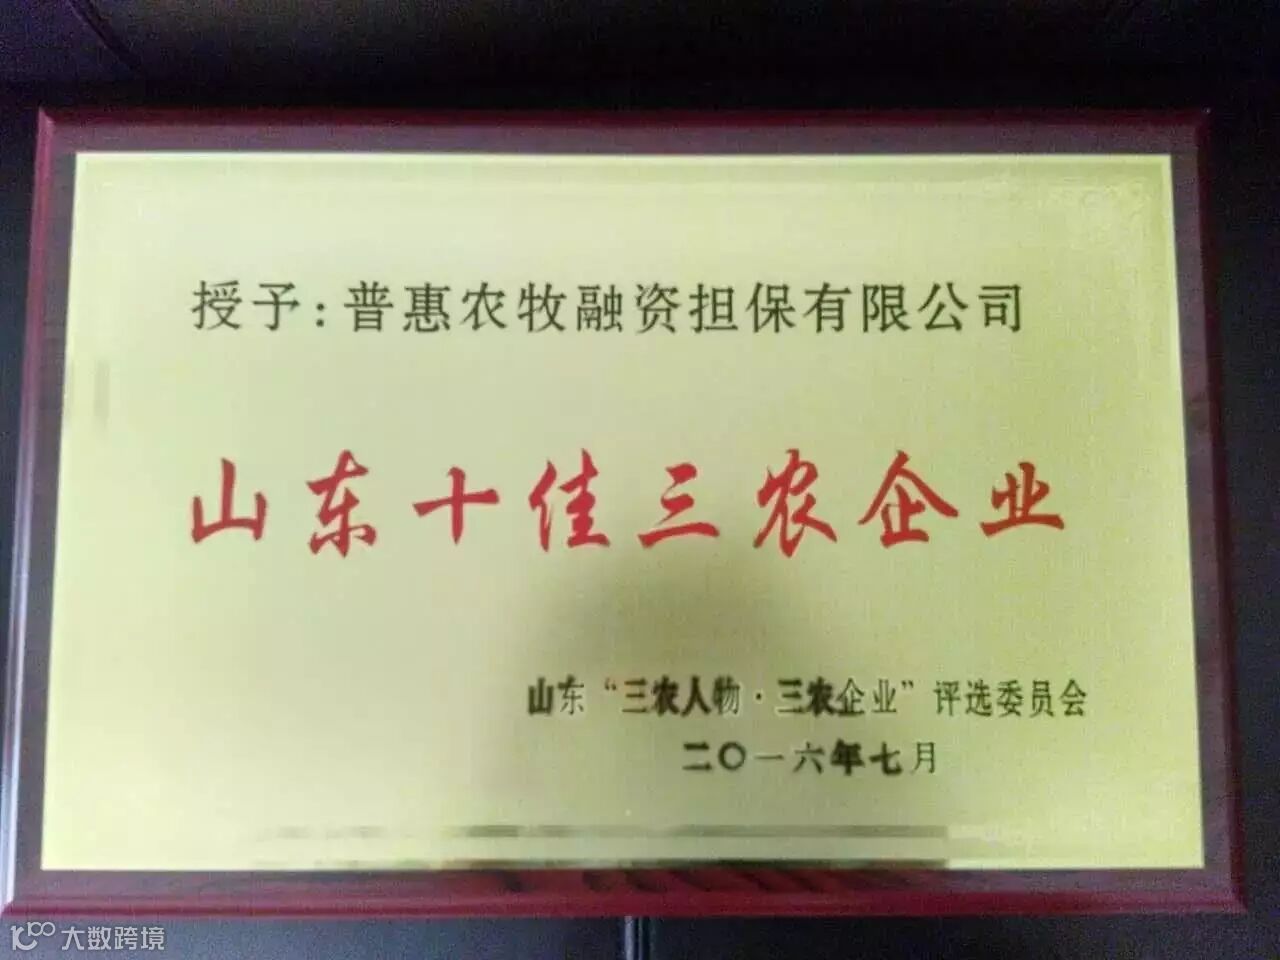 授予:普惠农牧融资担保有限公司
山东十佳三农企业
山东“三农人物·三农企业”评选委员会
二〇一六年七月
大数跨境